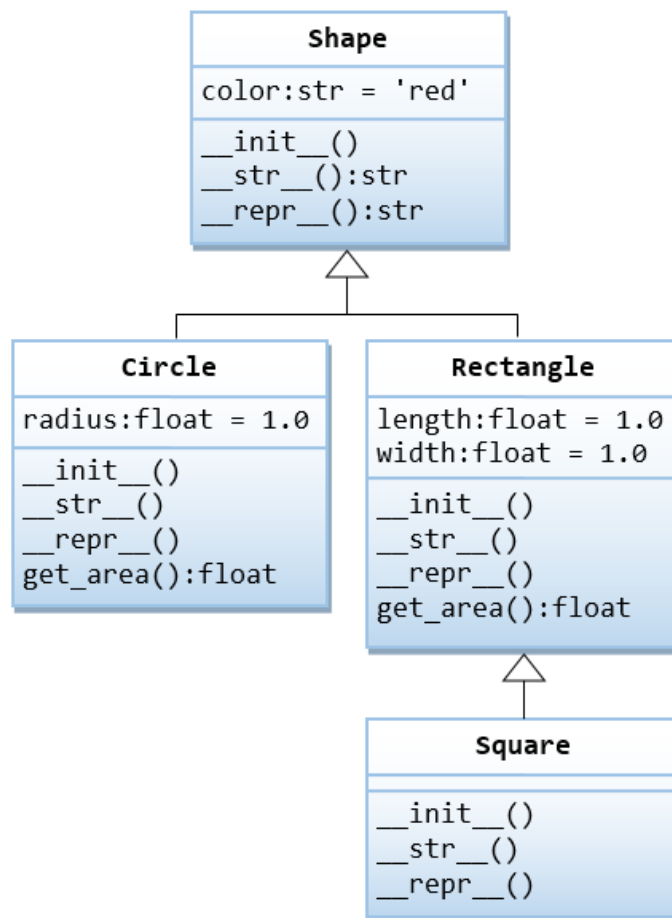 Shape
color:str = 'red'
__init__()
__str__():str
__repr__():str
Circle
radius:float = 1.0
__init__()
__str__()
__repr__()
get_area():float
Rectangle
length:float = 1.0
width:float = 1.0
__init__()
__str__()
__repr__()
get_area():float
Square
__init__()
__str__()
__repr__()